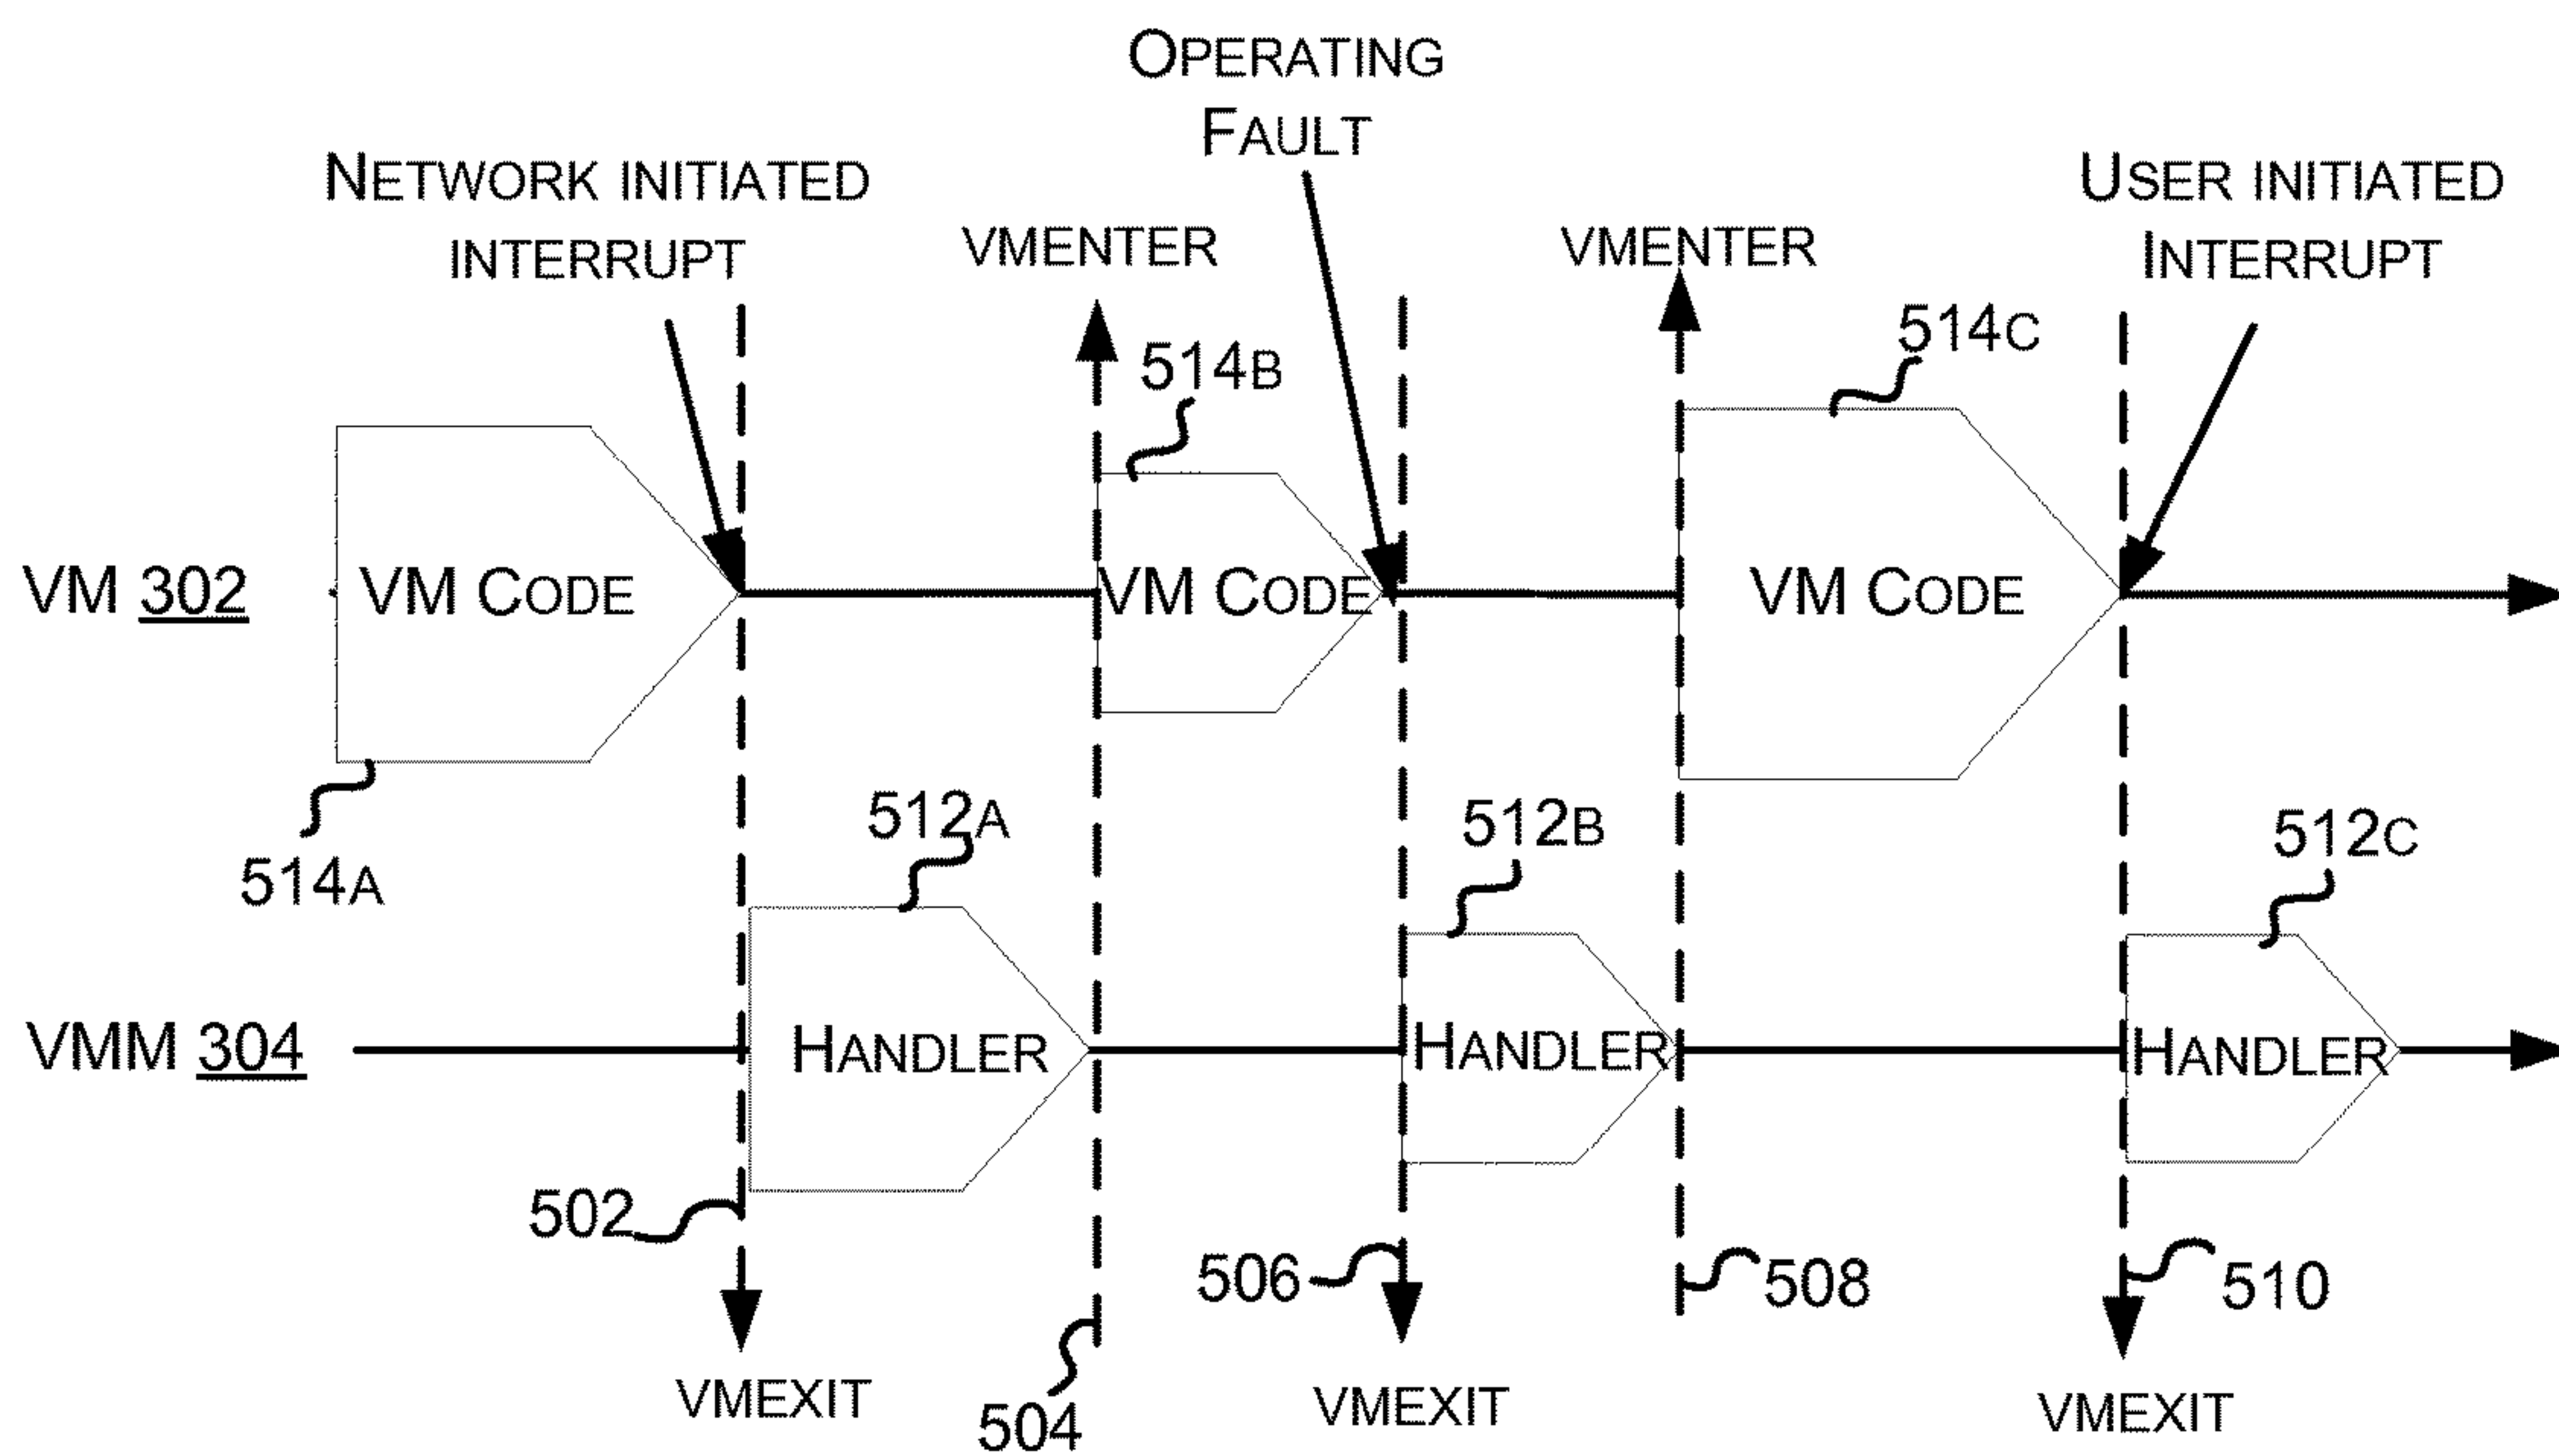 OPERATING
FAULT
NETWORK INITIATED
INTERRUPT
USER INITIATED
INTERRUPT
VMENTER
VMENTER
514B
514C
VM 302
VM CODE
VM CODE
VM CODE
514A
512A
512B
512C
VMM 304
HANDLER
HANDLER
HANDLER
502
506
508
510
504
VMEXIT
VMEXIT
VMEXIT